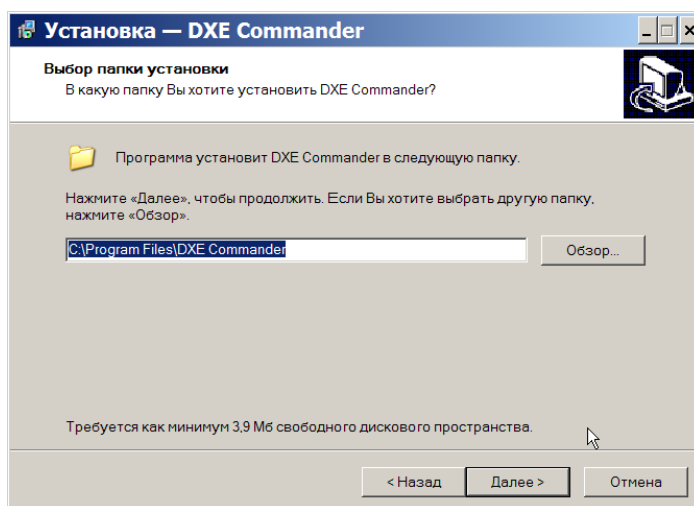 Установка — DXE Commander
Выбор папки установки
В какую папку Вы хотите установить DXE Commander?
Программа установит DXE Commander в следующую папку.
Нажмите «Далее», чтобы продолжить. Если Вы хотите выбрать другую папку,
нажмите «Обзор».
C:\Program Files\DXE Commander
Обзор...
Требуется как минимум 3,9 Мб свободного дискового пространства.
< Назад
Далее >
Отмена